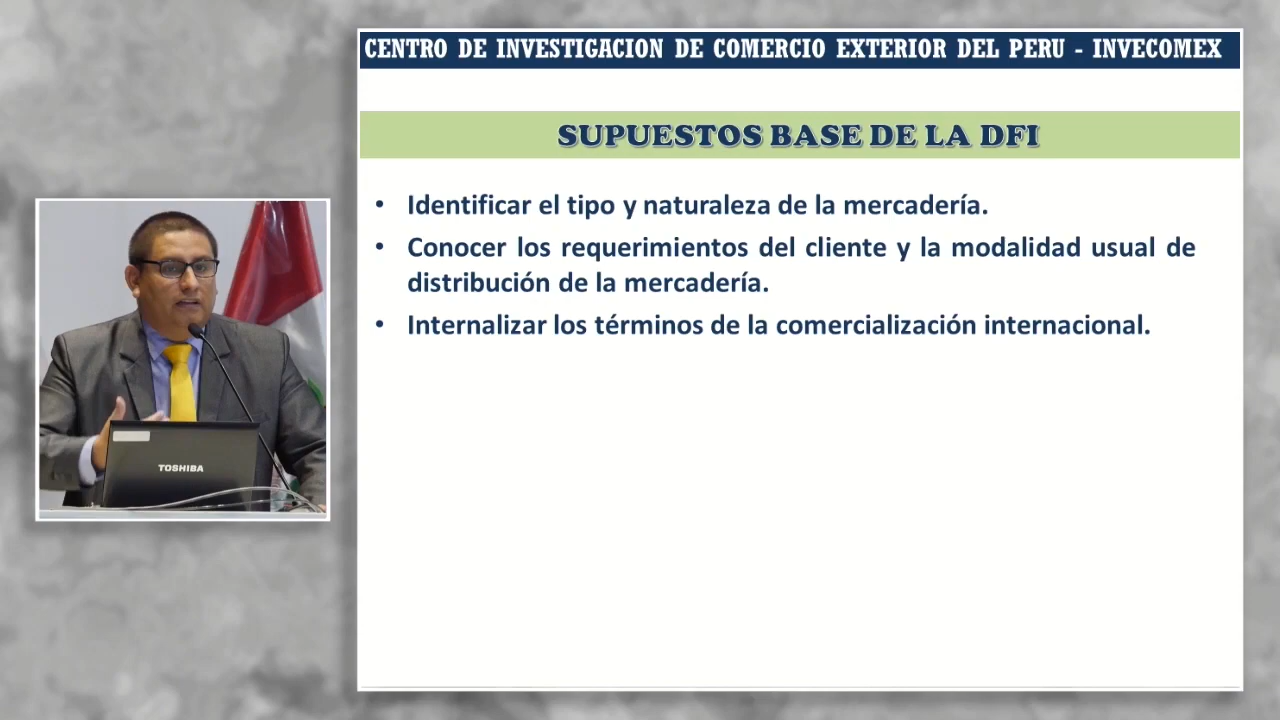 CENTRO DE INVESTIGACION DE COMERCIO EXTERIOR DEL PERU - INVECOMEX
SUPUESTOS BASE DE LA DFI
• Identificar el tipo y naturaleza de la mercadería.
• Conocer los requerimientos del cliente y la modalidad usual de
distribución de la mercadería.
• Internalizar los términos de la comercialización internacional.
TOSHIBA